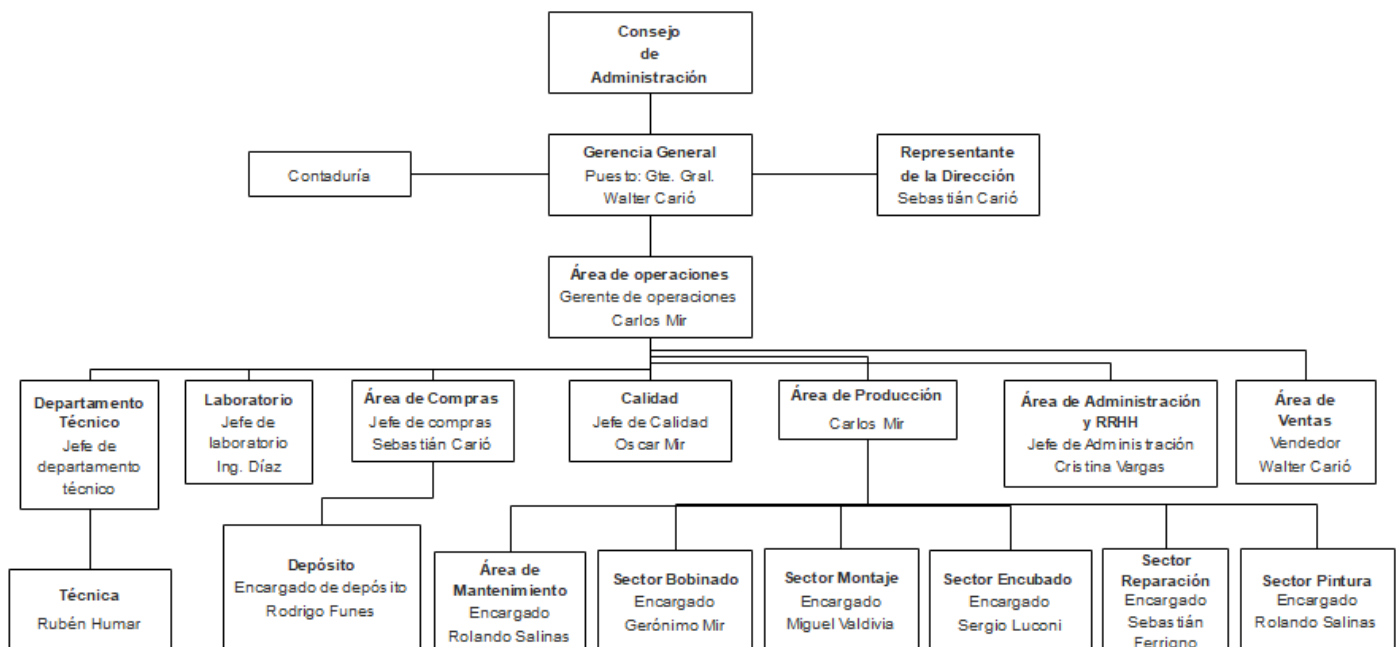 Consejo
de
Administración
Contaduría
Gerencia General
Puesto: Gte. Gral.
Walter Carió
Representante
de la Dirección
Sebastián Carió
Área de operaciones
Gerente de operaciones
Carlos Mir
Departamento
Técnico
Jefe de
departamento
técnico
Laboratorio
Jefe de
laboratorio
Ing. Díaz
Área de Compras
Jefe de compras
Sebastián Carió
Calidad
Jefe de Calidad
Oscar Mir
Área de Producción
Carlos Mir
Área de Administración
y RRHH
Jefe de Administración
Cristina Vargas
Área de
Ventas
Vendedor
Walter Carió
Técnica
Rubén Humar
Depósito
Encargado de depósito
Rodrigo Funes
Área de
Mantenimiento
Encargado
Rolando Salinas
Sector Bobinado
Encargado
Gerónimo Mir
Sector Montaje
Encargado
Miguel Valdivia
Sector Encubado
Encargado
Sergio Luconi
Sector
Reparación
Encargado
Sebastián
Ferrigno
Sector Pintura
Encargado
Rolando Salinas